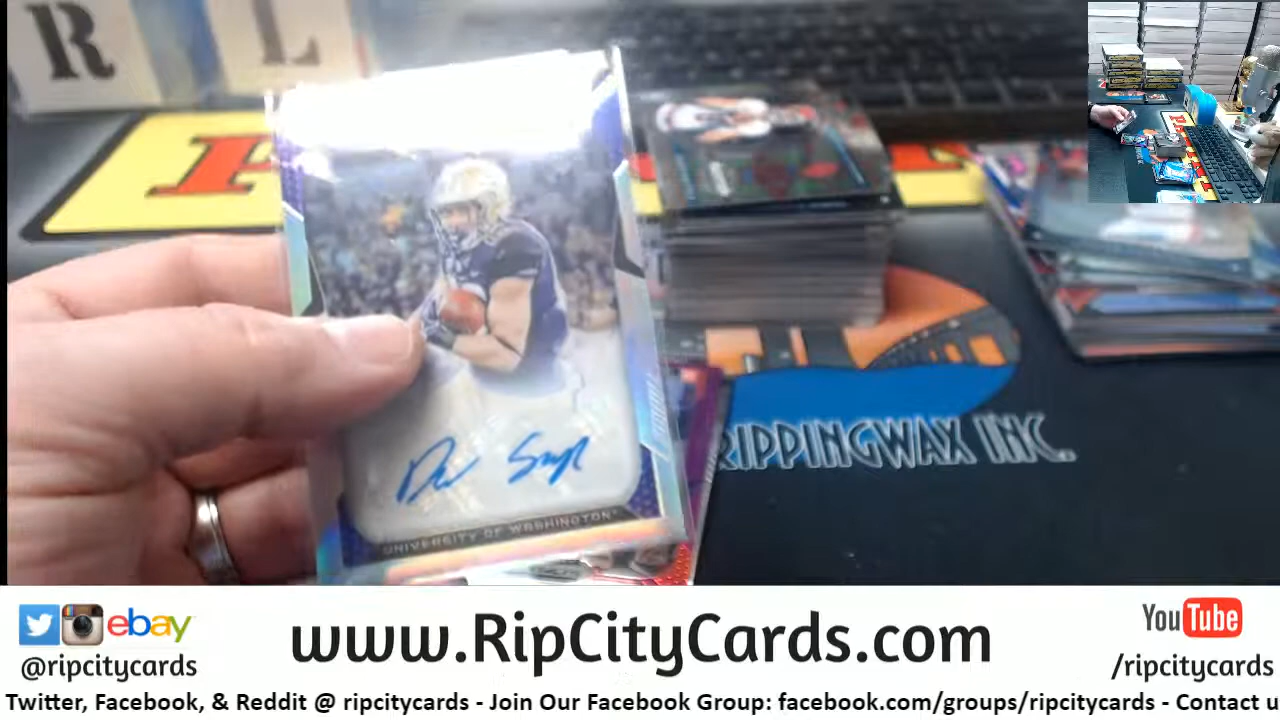 R L
RIPPINGWAX INC.
UNIVERSITY OF WASHINGTON
ebay
@ripcitycards
www.RipCityCards.com
YouTube
/ripcitycards
Twitter, Facebook, & Reddit @ ripcitycards - Join Our Facebook Group: facebook.com/groups/ripcitycards - Contact u